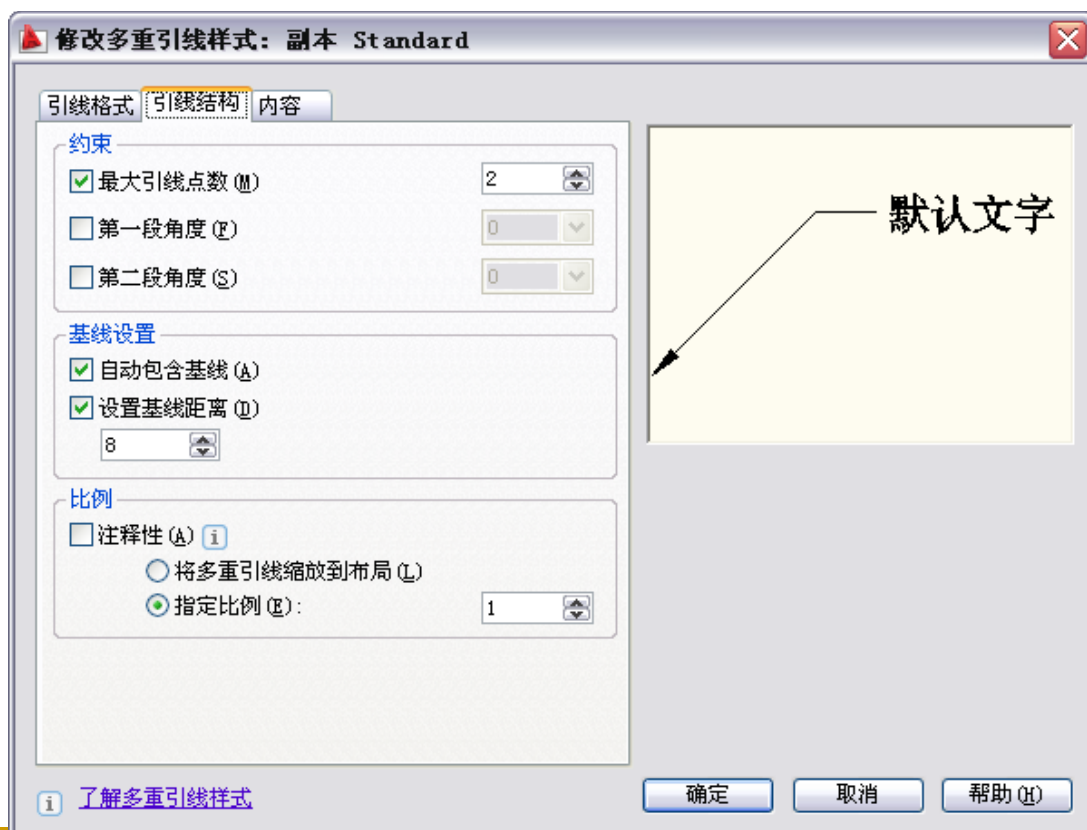 修改多重引线样式: 副本 Standard
引线格式 引线结构 内容
约束
最大引线点数(M) 2
第一段角度(F) 0
第二段角度(S) 0
默认文字
基线设置
自动包含基线(A)
设置基线距离(D)
8
比例
注释性(A) i
将多重引线缩放到布局(L)
指定比例(E): 1
i 了解多重引线样式
确定 取消 帮助(H)